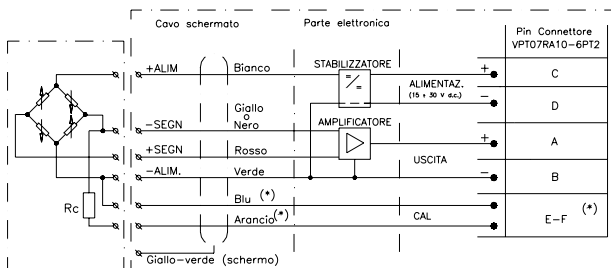 Cavo schermato
Parte elettronica
Pin Connettore
VPT07RA10-6PT2
+ALIM
Bianco
STABILIZZATORE
=/=
ALIMENTAZ.
(15 ÷ 30 V d.c.)
+
C
−
D
Giallo
o
−SEGN
Nero
AMPLIFICATORE
+
A
+SEGN
Rosso
USCITA
−ALIM.
Verde
−
B
Blu (*)
Rc
Arancio(*)
CAL
E-F (*)
Giallo-verde (schermo)